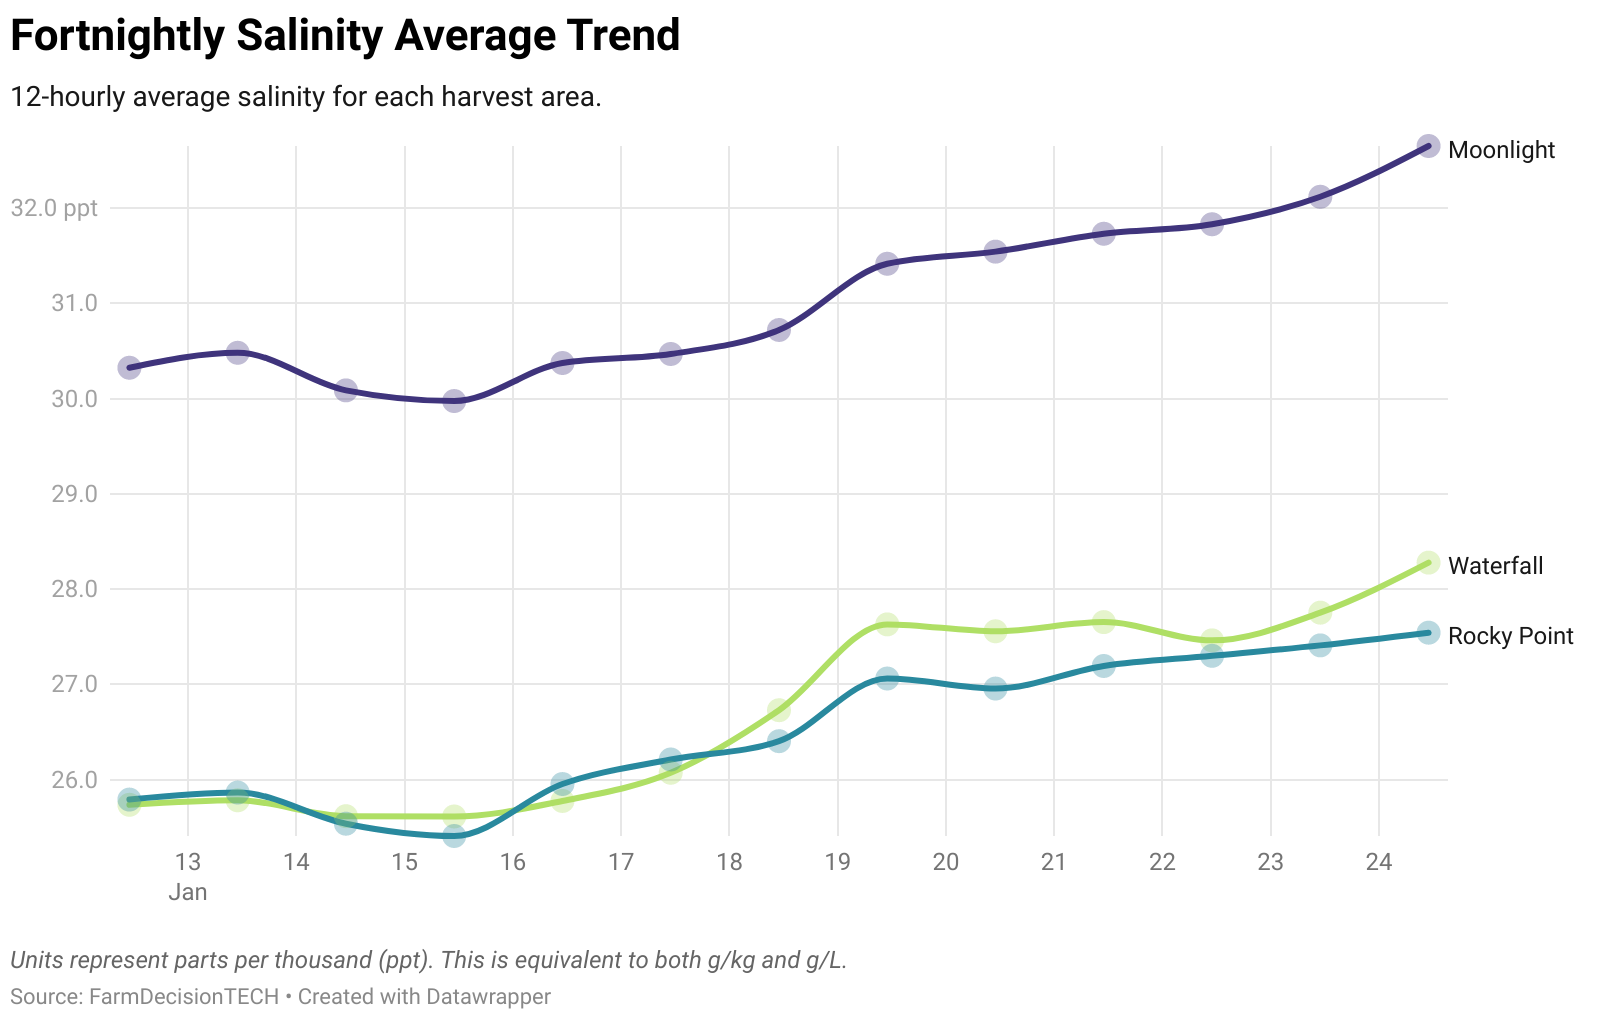 Fortnightly Salinity Average Trend
12-hourly average salinity for each harvest area.
Moonlight
32.0 ppt
31.0
30.0
29.0
28.0
Waterfall
Rocky Point
27.0
26.0
13 14 15 16 17 18 19 20 21 22 23 24
Jan
Units represent parts per thousand (ppt). This is equivalent to both g/kg and g/L.
Source: FarmDecisionTECH • Created with Datawrapper